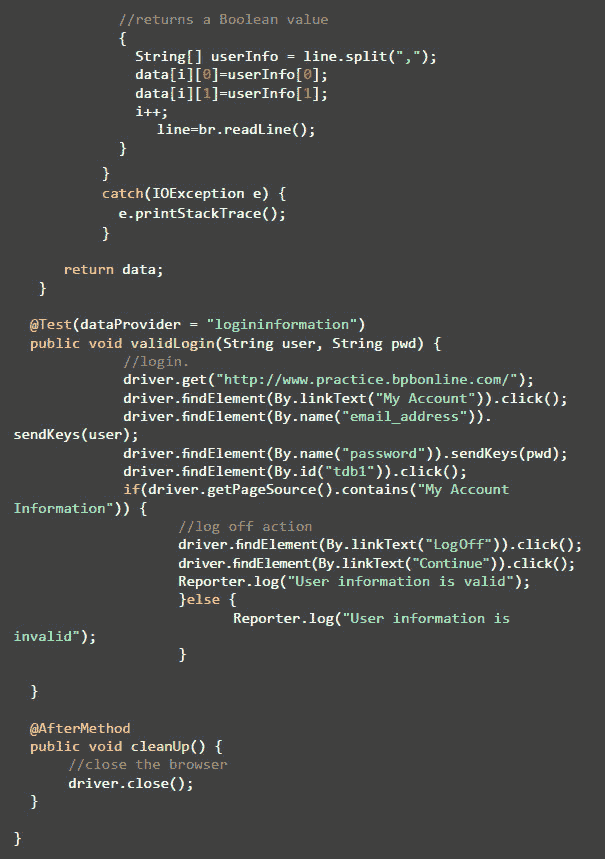 //returns a Boolean value
{
String[] userInfo = line.split(",");
data[i][0]=userInfo[0];
data[i][1]=userInfo[1];
i++;
line=br.readLine();
}
}
catch(IOException e) {
e.printStackTrace();
}
return data;
}
@Test(dataProvider = "logininformation")
public void validLogin(String user, String pwd) {
//login.
driver.get("http://www.practice.bpbonline.com/");
driver.findElement(By.linkText("My Account")).click();
driver.findElement(By.name("email_address")).
sendKeys(user);
driver.findElement(By.name("password")).sendKeys(pwd);
driver.findElement(By.id("tdb1")).click();
if(driver.getPageSource().contains("My Account
Information")) {
//log off action
driver.findElement(By.linkText("LogOff")).click();
driver.findElement(By.linkText("Continue")).click();
Reporter.log("User information is valid");
}else {
Reporter.log("User information is
invalid");
}
}
@AfterMethod
public void cleanUp() {
//close the browser
driver.close();
}
}